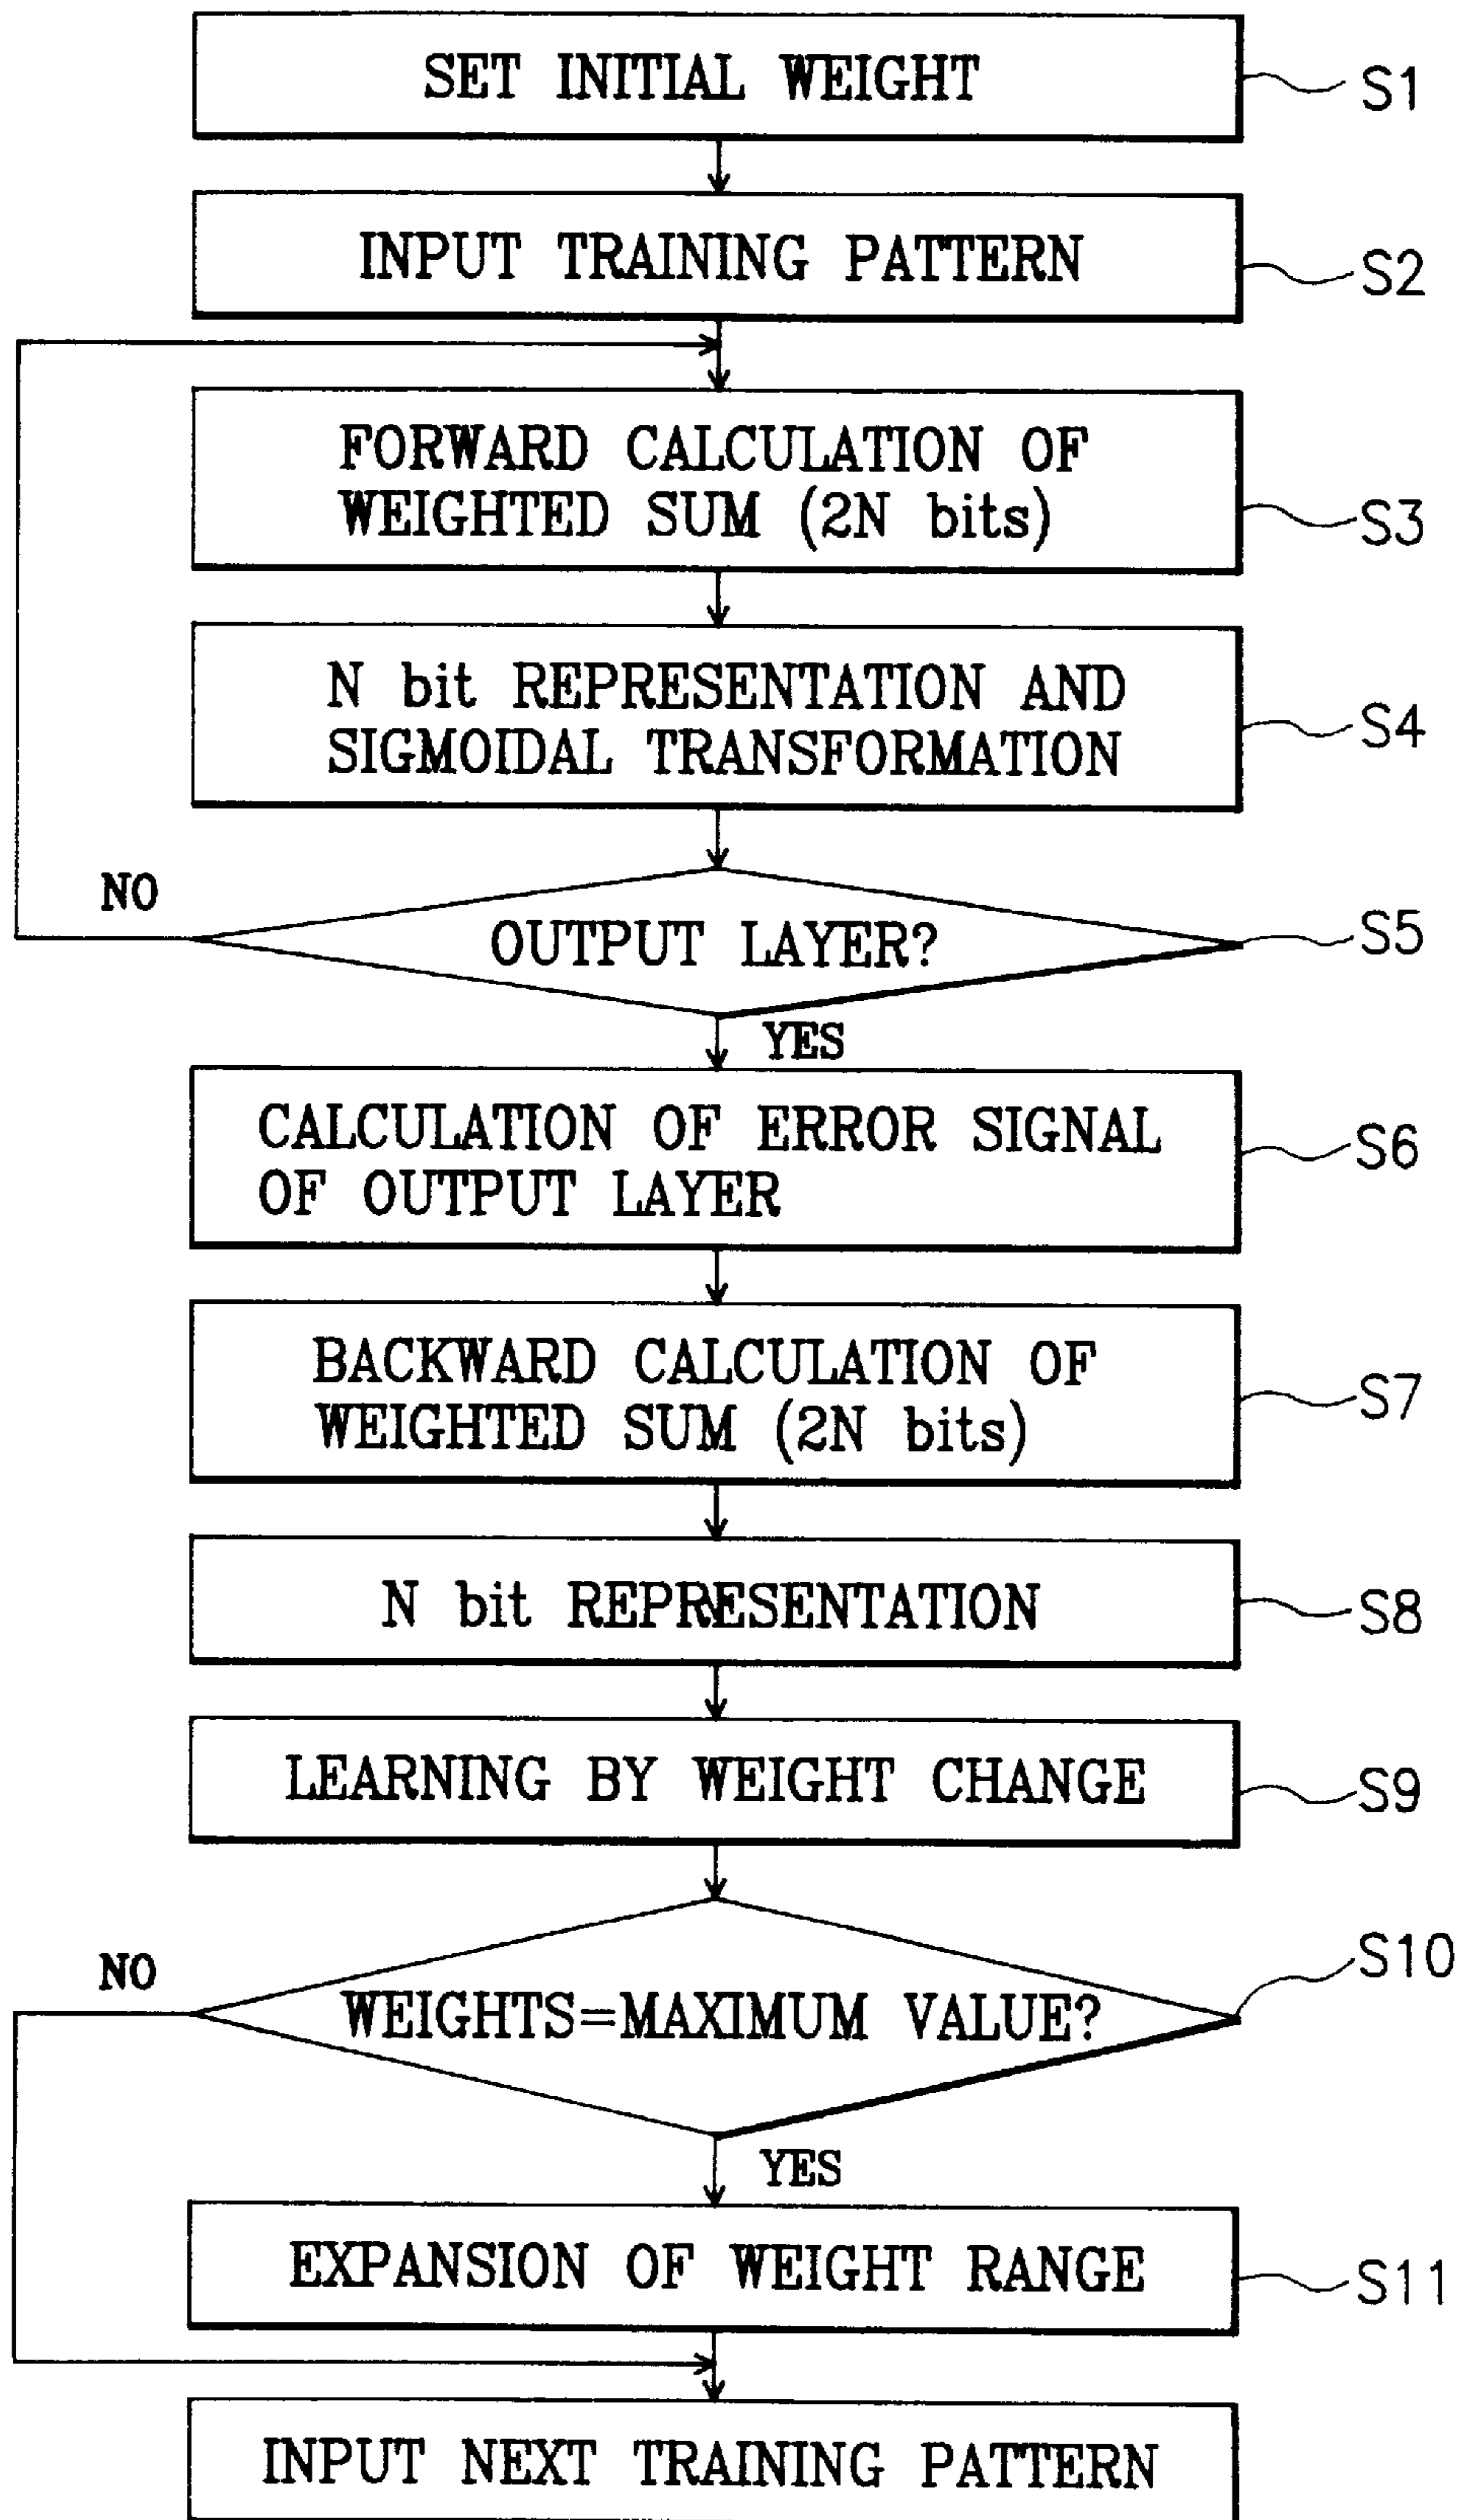 SET INITIAL WEIGHT
S1
INPUT TRAINING PATTERN
S2
FORWARD CALCULATION OF
WEIGHTED SUM (2N bits)
S3
N bit REPRESENTATION AND
SIGMOIDAL TRANSFORMATION
S4
NO
OUTPUT LAYER?
S5
YES
CALCULATION OF ERROR SIGNAL
OF OUTPUT LAYER
S6
BACKWARD CALCULATION OF
WEIGHTED SUM (2N bits)
S7
N bit REPRESENTATION
S8
LEARNING BY WEIGHT CHANGE
S9
NO
WEIGHTS=MAXIMUM VALUE?
S10
YES
EXPANSION OF WEIGHT RANGE
S11
INPUT NEXT TRAINING PATTERN